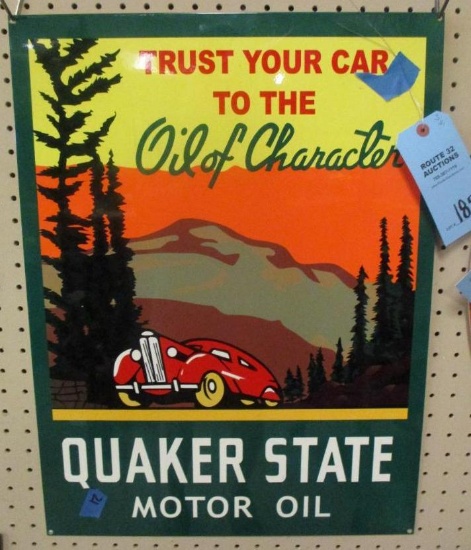 TRUST YOUR CAR
TO THE
Oil of Character
QUAKER STATE
MOTOR OIL
ROUTE 32
AUCTIONS